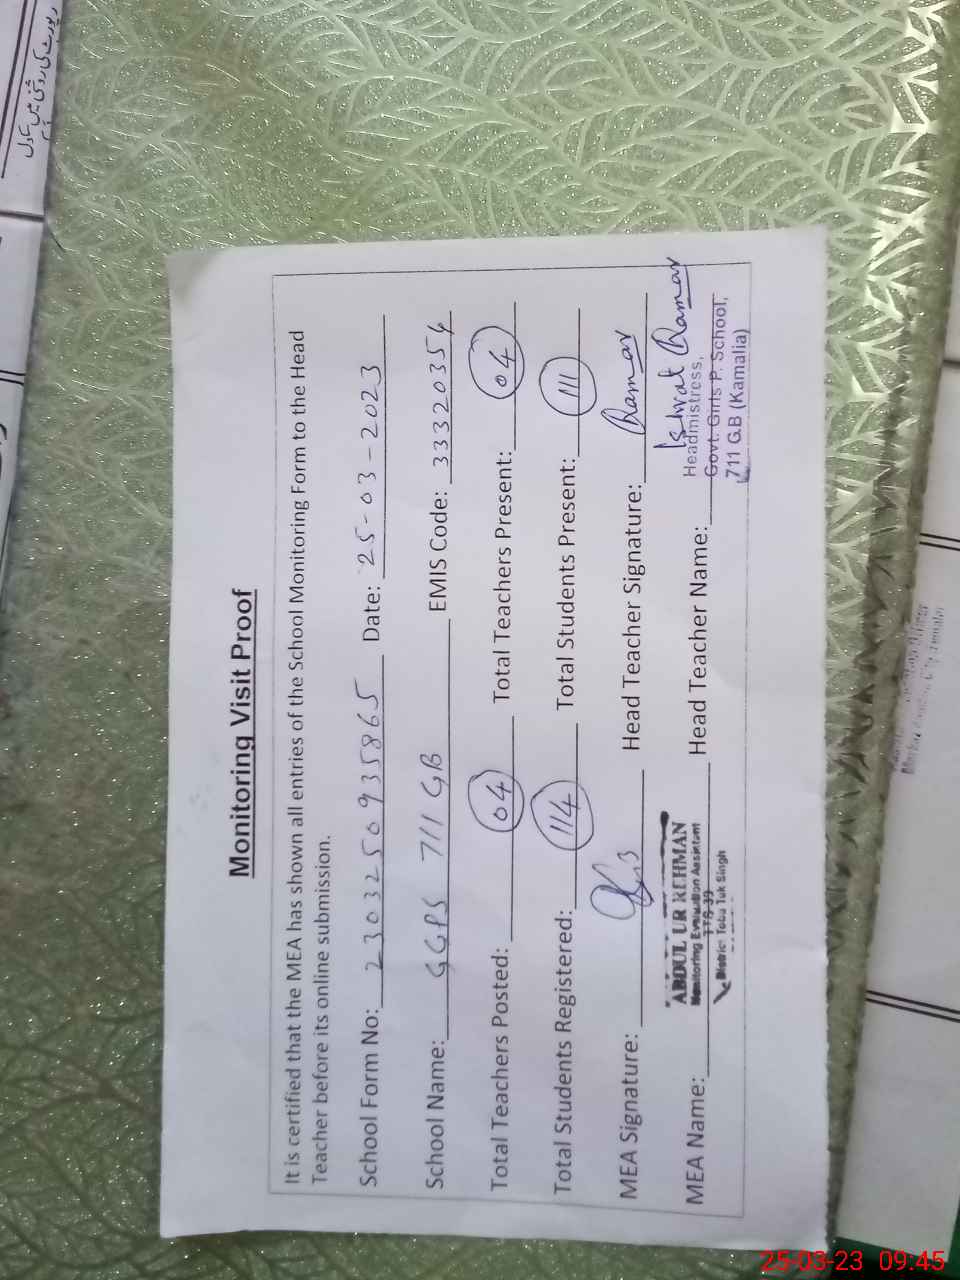 Monitoring Visit Proof
It is certified that the MEA has shown all entries of the School Monitoring Form to the Head
Teacher before its online submission.
School Form No: 2303250935865 Date: 25-03-2023
School Name: GGPS 711 GB EMIS Code: 33320354
Total Teachers Posted: 04 Total Teachers Present: 04
Total Students Registered: 114 Total Students Present: 111
MEA Signature: Head Teacher Signature:
MEA Name: ABDUL UR REHMAN
Monitoring Evaluation Assistant
TTS-39
District Toba Tek Singh
Head Teacher Name:
Headmistress,
Govt. Girls P. School,
711 G.B (Kamalia)
25-03-23 09:45